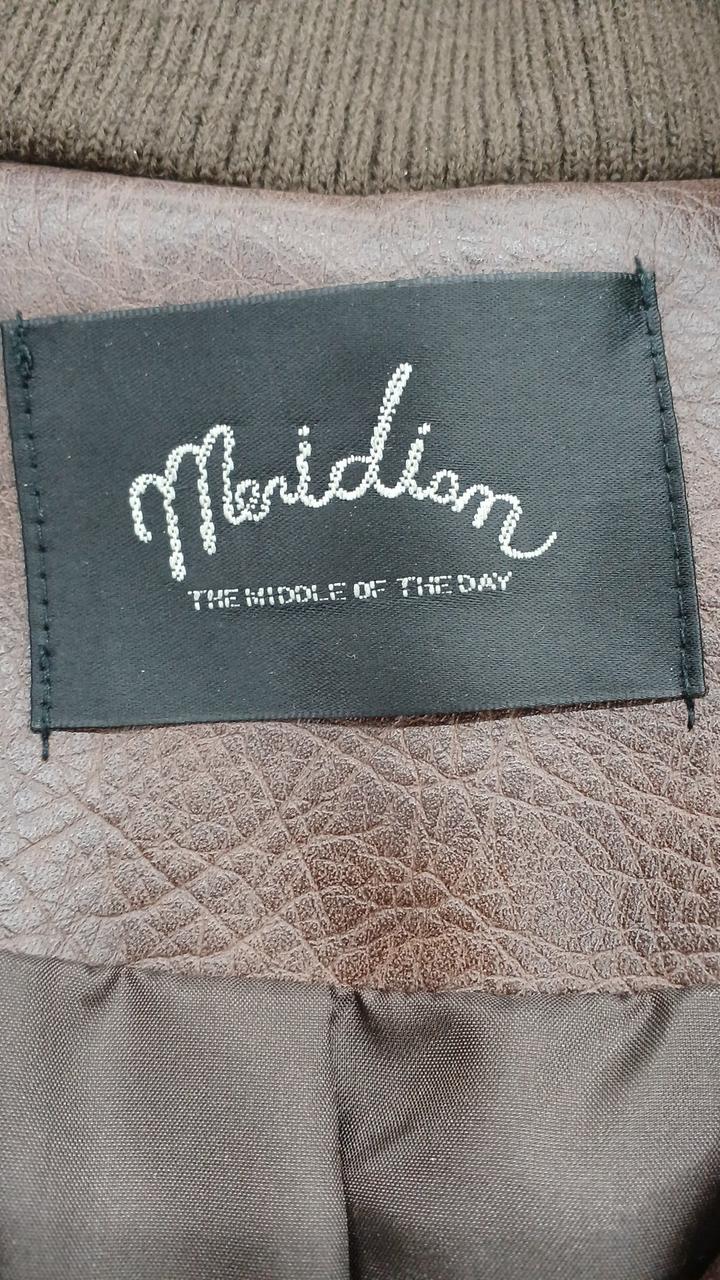 Meridian
THE MIDDLE OF THE DAY